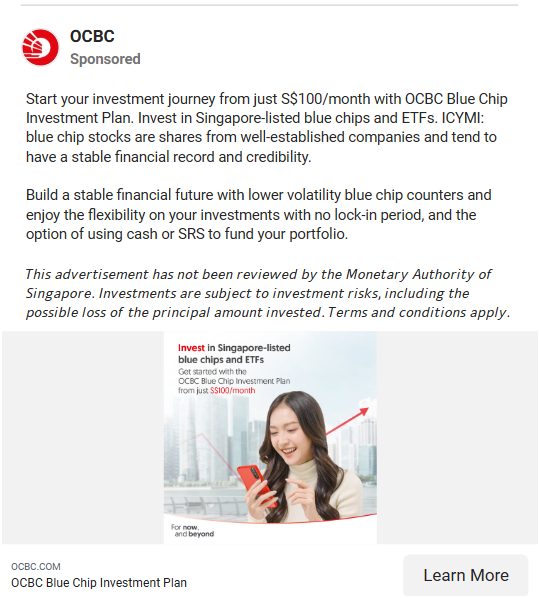 OCBC
Sponsored
Start your investment journey from just S$100/month with OCBC Blue Chip
Investment Plan. Invest in Singapore-listed blue chips and ETFs. ICYMI:
blue chip stocks are shares from well-established companies and tend to
have a stable financial record and credibility.
Build a stable financial future with lower volatility blue chip counters and
enjoy the flexibility on your investments with no lock-in period, and the
option of using cash or SRS to fund your portfolio.
This advertisement has not been reviewed by the Monetary Authority of
Singapore. Investments are subject to investment risks, including the
possible loss of the principal amount invested. Terms and conditions apply.
Invest in Singapore-listed
blue chips and ETFs
Get started with the
OCBC Blue Chip Investment Plan
from just S$100/month
For now,
and beyond
OCBC.COM
OCBC Blue Chip Investment Plan
Learn More